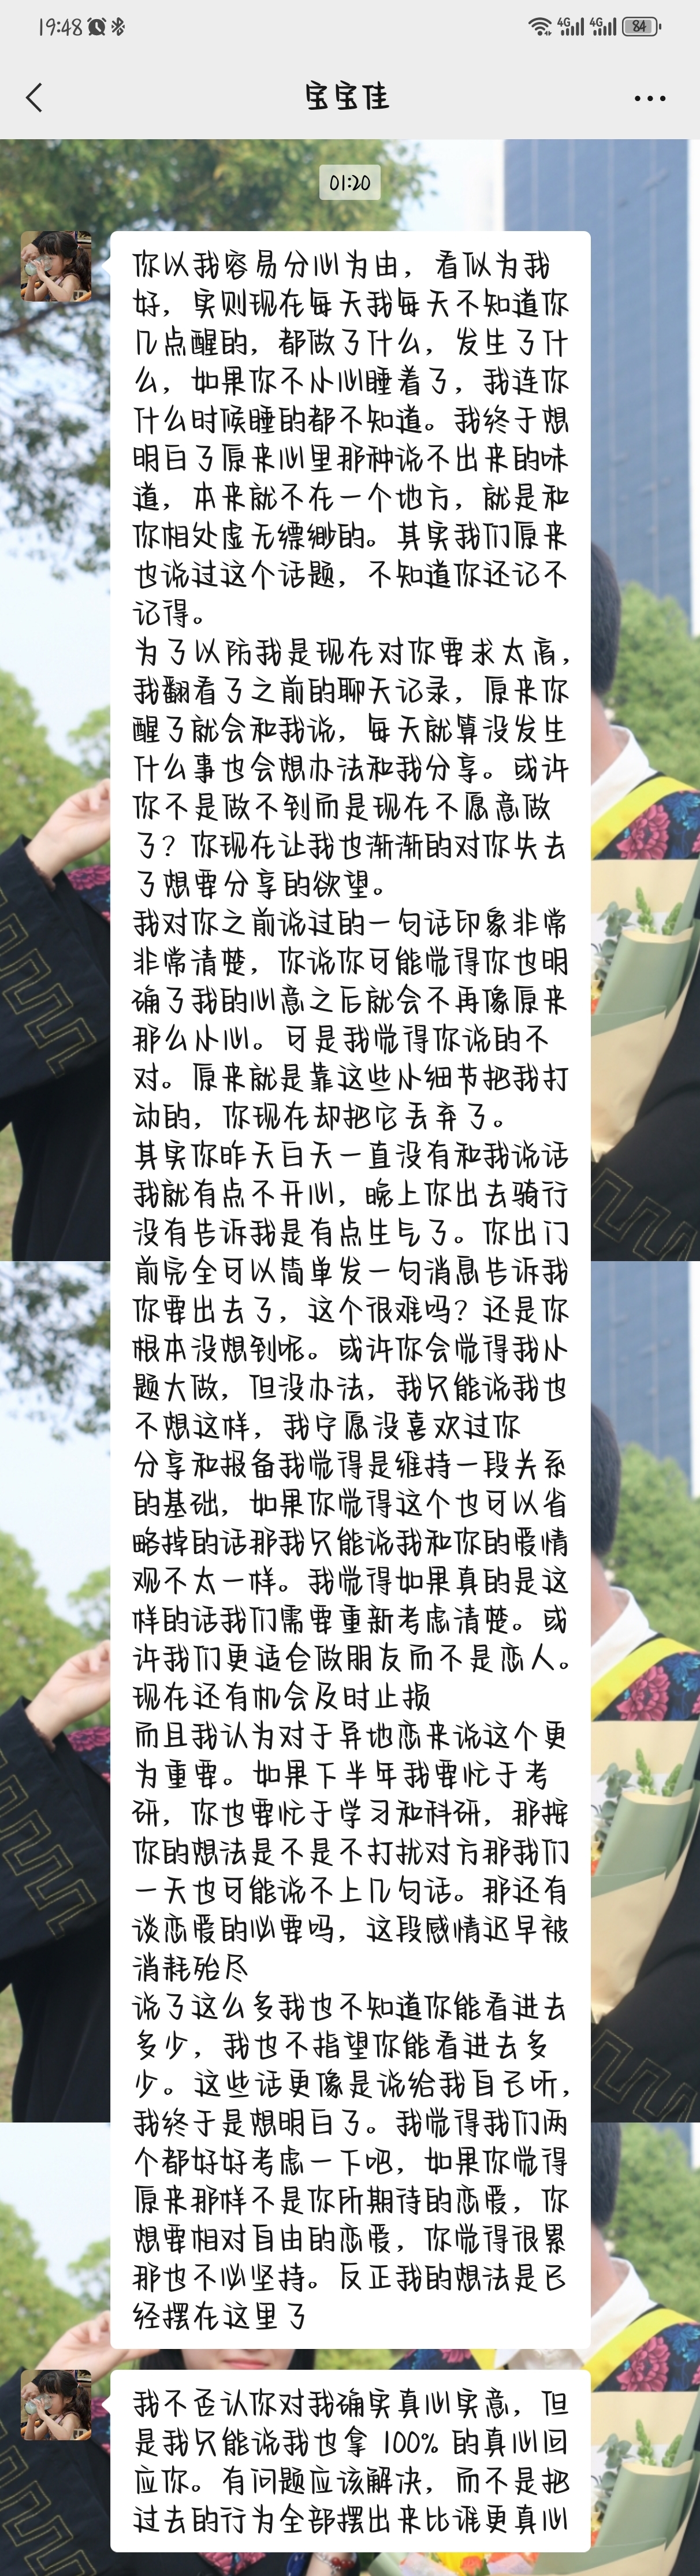 19:48
4G 4G 84
宝宝佳
01:20
你以我容易分心为由，看似为我
好，实则现在每天我每天不知道你
几点醒的，都做了什么，发生了什
么，如果你不小心睡着了，我连你
什么时候睡的都不知道。我终于想
明白了原来心里那种说不出来的味
道，本来就不在一个地方，就是和
你相处虚无缥缈的。其实我们原来
也说过这个话题，不知道你还记不
记得。
为了以防我是现在对你要求太高，
我翻看了之前的聊天记录，原来你
醒了就会和我说，每天就算没发生
什么事也会想办法和我分享。或许
你不是做不到而是现在不愿意做
了？你现在让我也渐渐的对你失去
了想要分享的欲望。
我对你之前说过的一句话印象非常
非常清楚，你说你可能觉得你也明
确了我的心意之后就会不再像原来
那么小心。可是我觉得你说的不
对。原来就是靠这些小细节把我打
动的，你现在却把它丢弃了。
其实你昨天白天一直没有和我说话
我就有点不开心，晚上你出去骑行
没有告诉我是有点生气了。你出门
前完全可以简单发一句消息告诉我
你要出去了，这个很难吗？还是你
根本没想到呢。或许你会觉得我小
题大做，但没办法，我只能说我也
不想这样，我宁愿没喜欢过你
分享和报备我觉得是维持一段关系
的基础，如果你觉得这个也可以省
略掉的话那我只能说我和你的爱情
观不太一样。我觉得如果真的是这
样的话我们需要重新考虑清楚。或
许我们更适合做朋友而不是恋人。
现在还有机会及时止损
而且我认为对于异地恋来说这个更
为重要。如果下半年我要忙于考
研，你也要忙于学习和科研，那按
你的想法是不是不打扰对方那我们
一天也可能说不上几句话。那还有
谈恋爱的必要吗，这段感情迟早被
消耗殆尽
说了这么多我也不知道你能看进去
多少，我也不指望你能看进去多
少。这些话更像是说给我自己听，
我终于是想明白了。我觉得我们两
个都好好考虑一下吧，如果你觉得
原来那样不是你所期待的恋爱，你
想要相对自由的恋爱，你觉得很累
那也不必坚持。反正我的想法是已
经摆在这里了
我不否认你对我确实真心实意，但
是我只能说我也拿 100% 的真心回
应你。有问题应该解决，而不是把
过去的行为全部摆出来比谁更真心